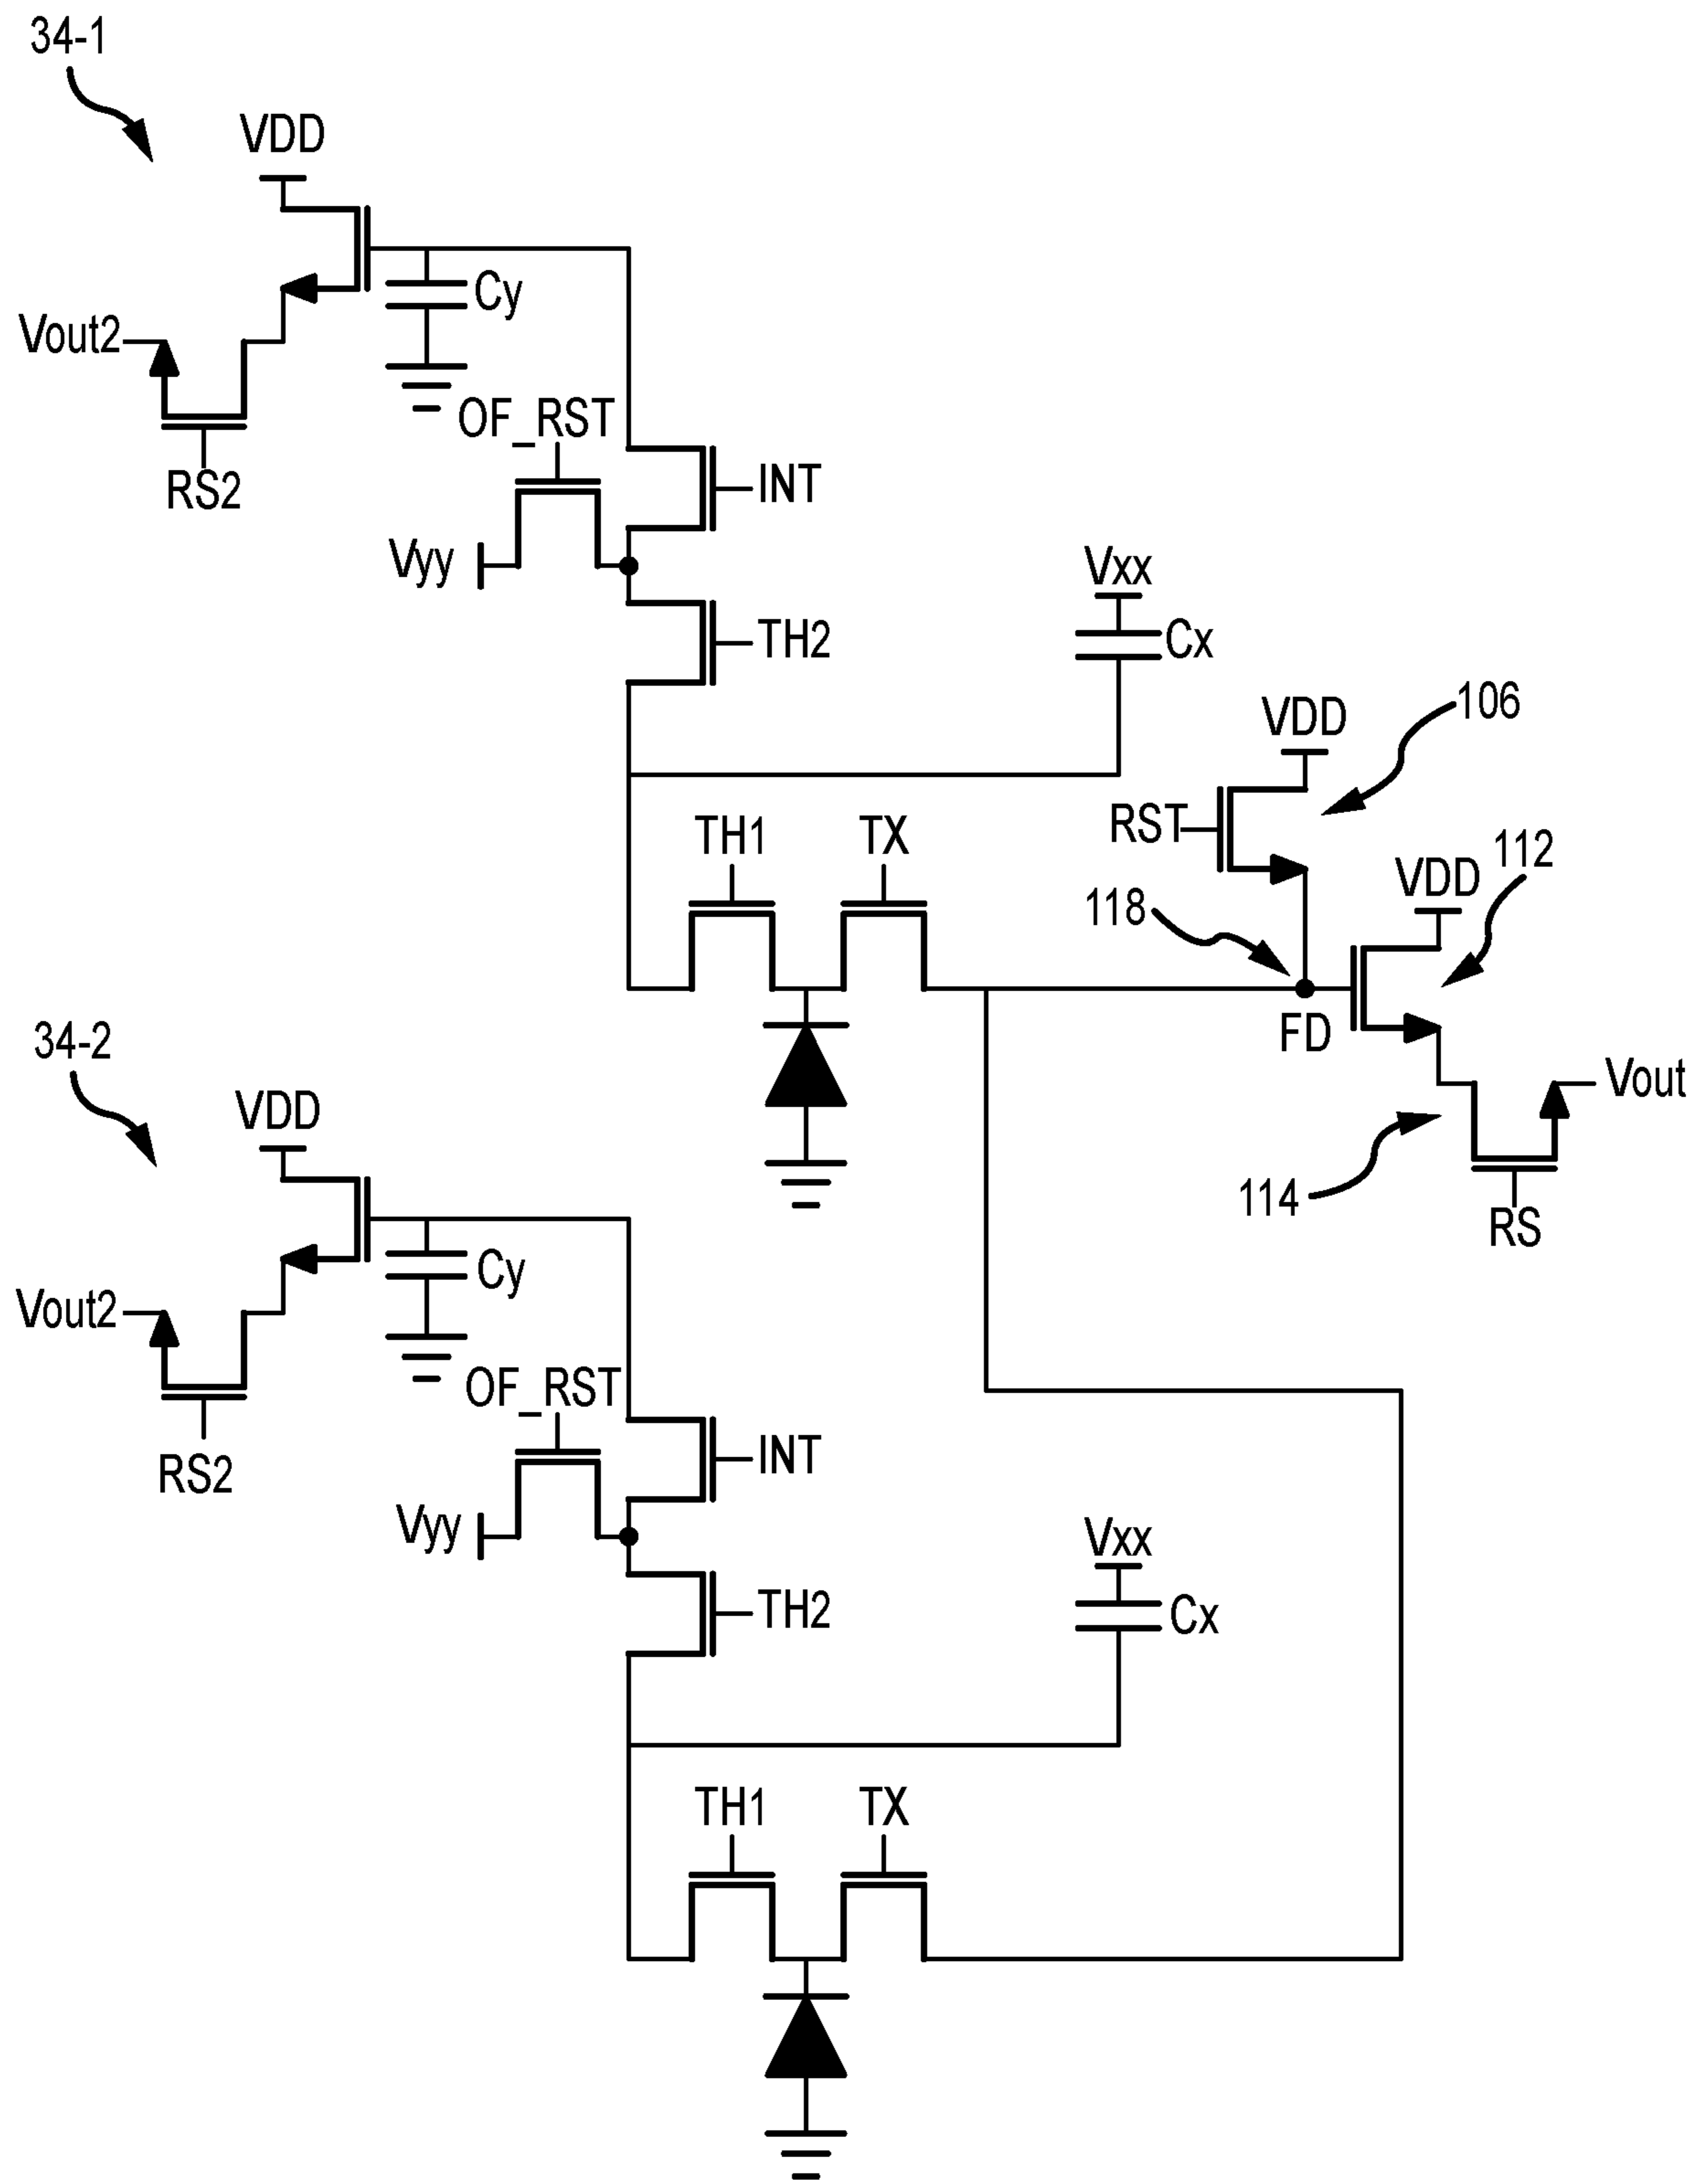 34-1
VDD
Cy
Vout2
OF_RST
RS2
INT
Vyy
Vxx
TH2
Cx
106
VDD
RST
TH1
TX
112
VDD
118
FD
34-2
Vout
VDD
114
RS
Cy
Vout2
OF_RST
RS2
INT
Vyy
Vxx
TH2
Cx
TH1
TX